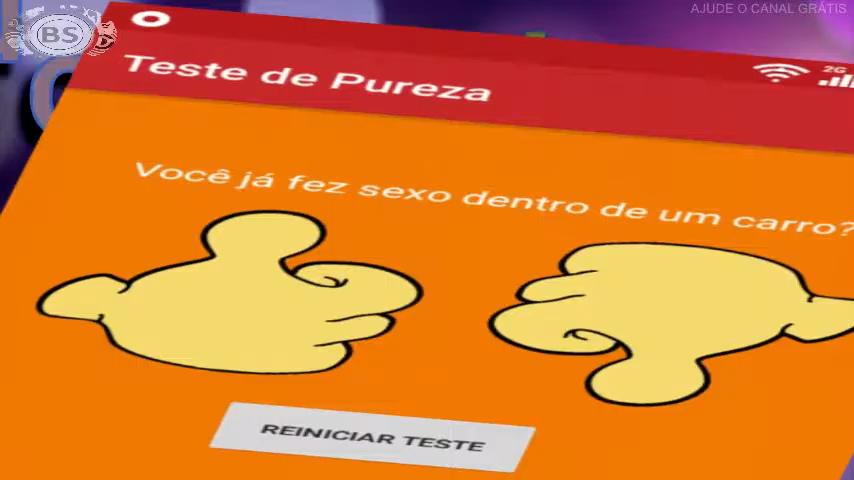 BS
AJUDE O CANAL GRÁTIS
2G
Teste de Pureza
Você já fez sexo dentro de um carro?
REINICIAR TESTE